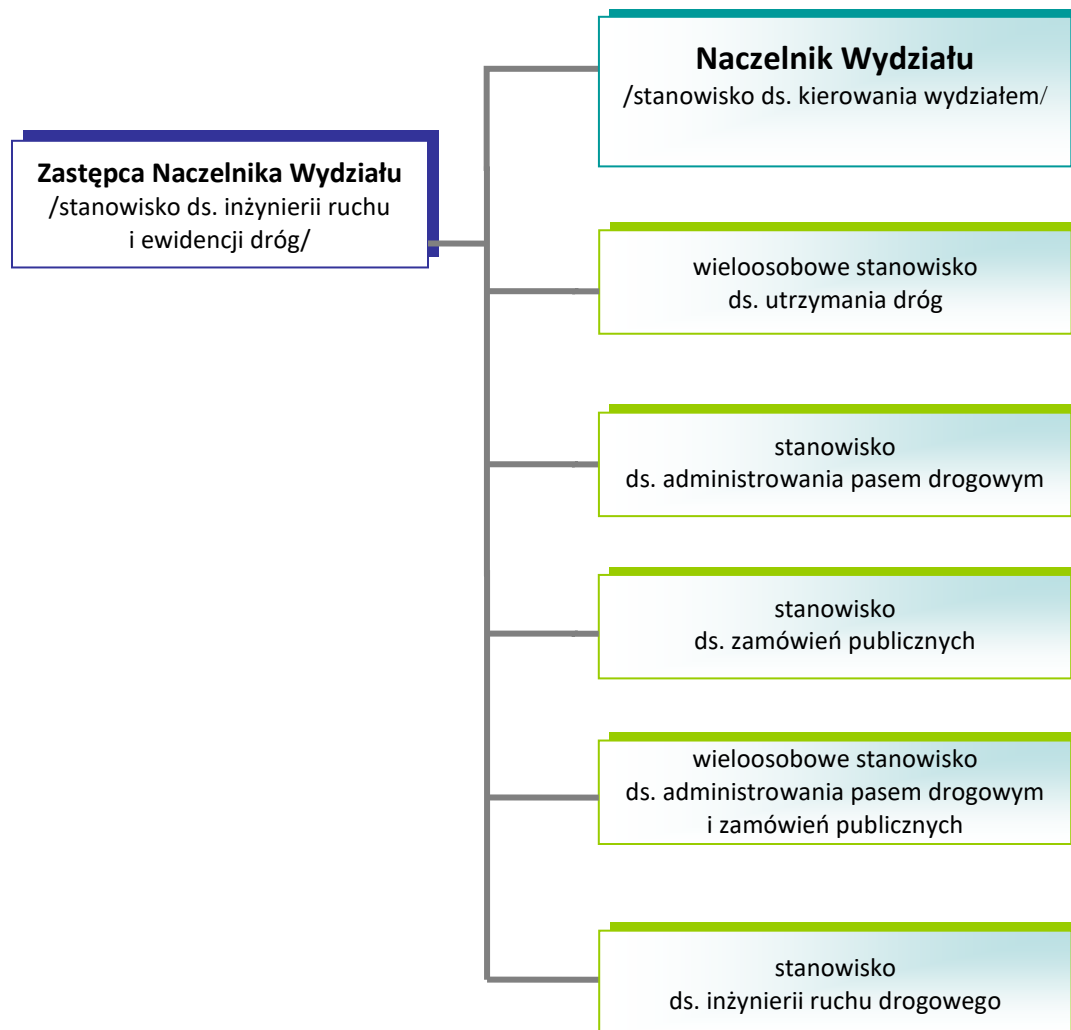 Naczelnik Wydziału
/stanowisko ds. kierowania wydziałem/
Zastępca Naczelnika Wydziału
/stanowisko ds. inżynierii ruchu
i ewidencji dróg/
wieloosobowe stanowisko
ds. utrzymania dróg
stanowisko
ds. administrowania pasem drogowym
stanowisko
ds. zamówień publicznych
wieloosobowe stanowisko
ds. administrowania pasem drogowym
i zamówień publicznych
stanowisko
ds. inżynierii ruchu drogowego